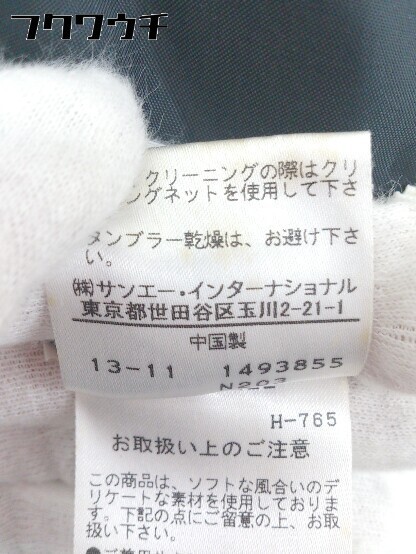 フクウウチ
クリーニングの際はクリ
ングネットを使用して下さ
タンブラー乾燥は、お避け下さ
い。
(株)サンエー・インターナショナル
東京都世田谷区玉川2-21-1
中国製
13-11 1493855
N203
H-765
お取扱い上のご注意
この商品は、ソフトな風合いのデ
リケートな素材を使用しておりま
す。下記の点にご留意の上、お取
扱い下さい。